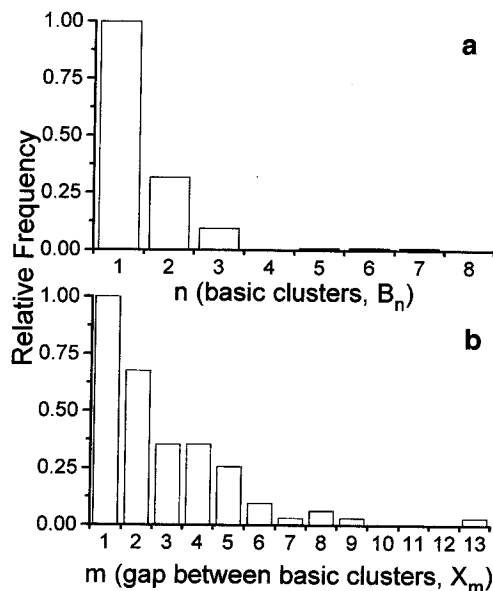 a
1.00
0.75
0.50
0.25
0.00
1 2 3 4 5 6 7 8
n (basic clusters, Bn)
Relative Frequency
b
1.00
0.75
0.50
0.25
0.00
1 2 3 4 5 6 7 8 9 10 11 12 13
m (gap between basic clusters, Xm)